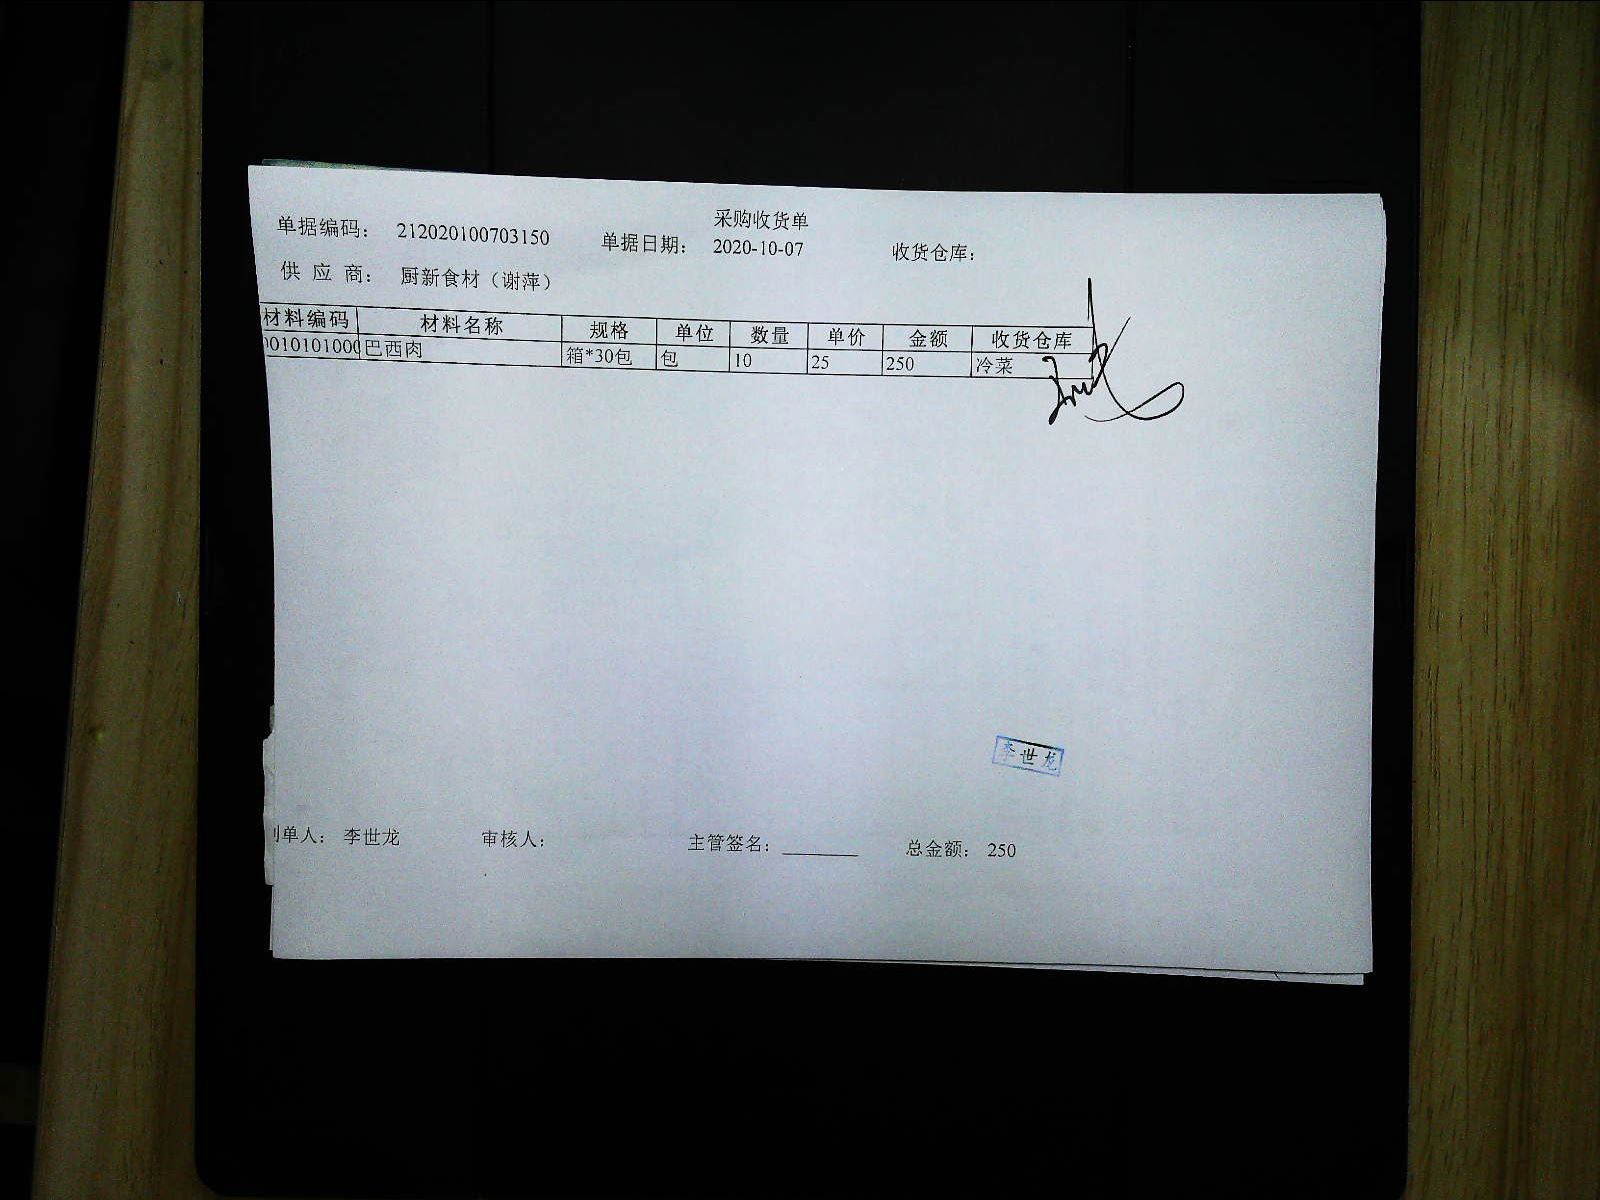 采购收货单
单据编码： 212020100703150 单据日期： 2020-10-07 收货仓库：
供 应 商： 厨新食材（谢萍）
材料编码 材料名称 规格 单位 数量 单价 金额 收货仓库
010101000 巴西肉 箱*30包 包 10 25 250 冷菜
李世龙
单人： 李世龙 审核人： 主管签名： ________ 总金额： 250